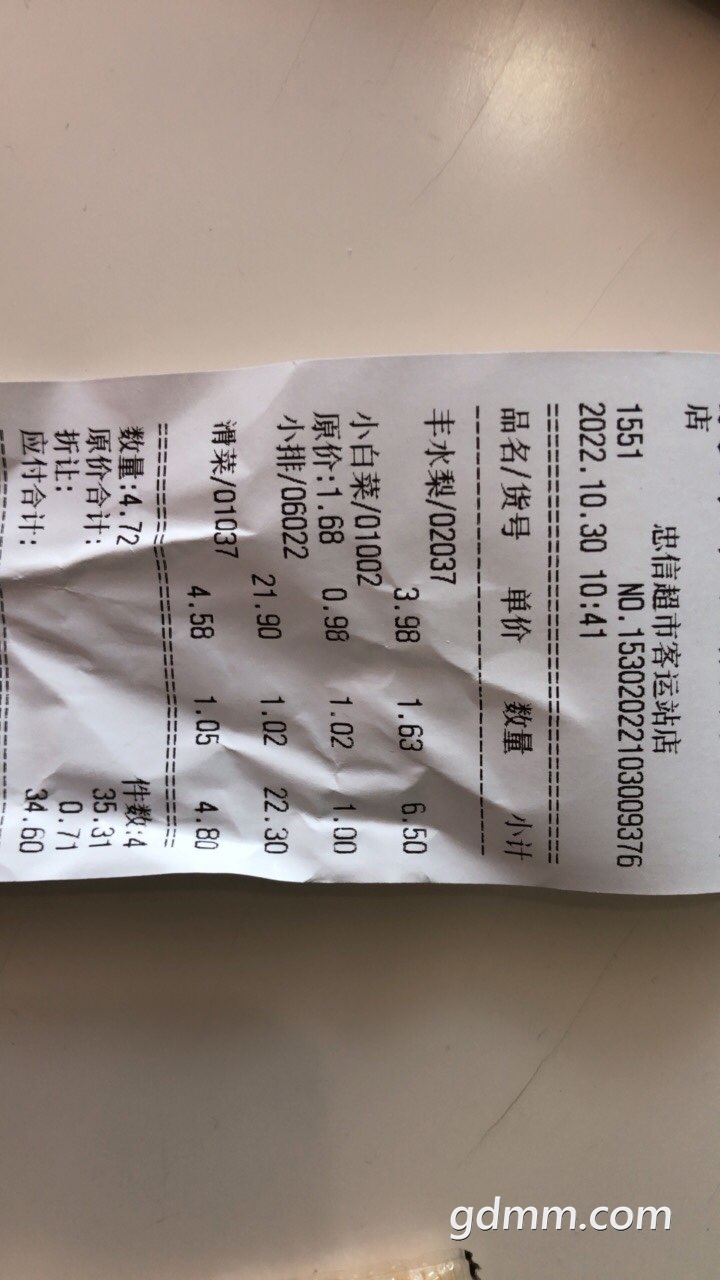 店
忠信超市客运站店
1551 NO.15302022103009376
2022.10.30 10:41
==============================
品名/货号 单价 数量 小计
------------------------------
丰水梨/02037
3.98 1.63 6.50
小白菜/01002
原价:1.68 0.98 1.02 1.00
小排/06022
21.90 1.02 22.30
滑菜/01037
4.58 1.05 4.80
==============================
数量:4.72 件数:4
原价合计: 35.31
折让: 0.71
应付合计: 34.60
gdmm.com